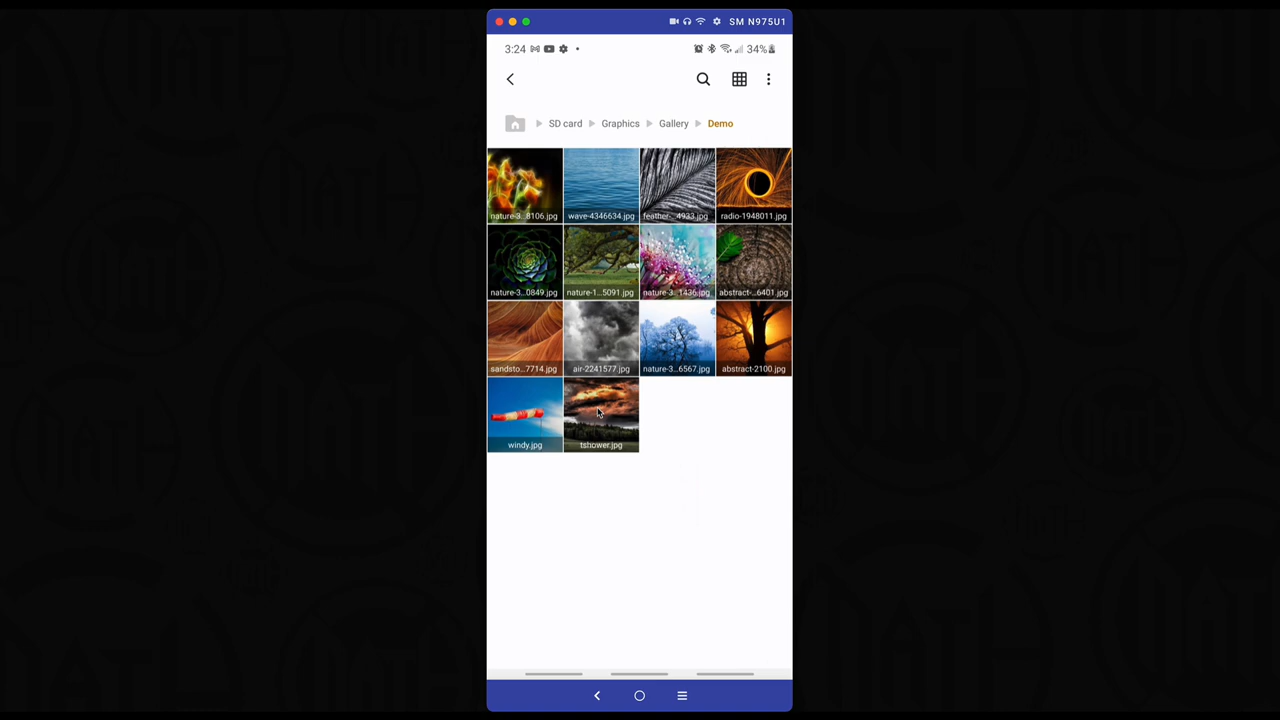 SM N975U1
3:24 34%
SD card Graphics Gallery Demo
nature-3...8106.jpg wave-4346634.jpg feather-...4933.jpg radio-1948011.jpg
nature-3...0849.jpg nature-1...5091.jpg nature-3...1436.jpg abstract-...6401.jpg
sandsto...7714.jpg air-2241577.jpg nature-3...6567.jpg abstract-2100.jpg
windy.jpg tshower.jpg